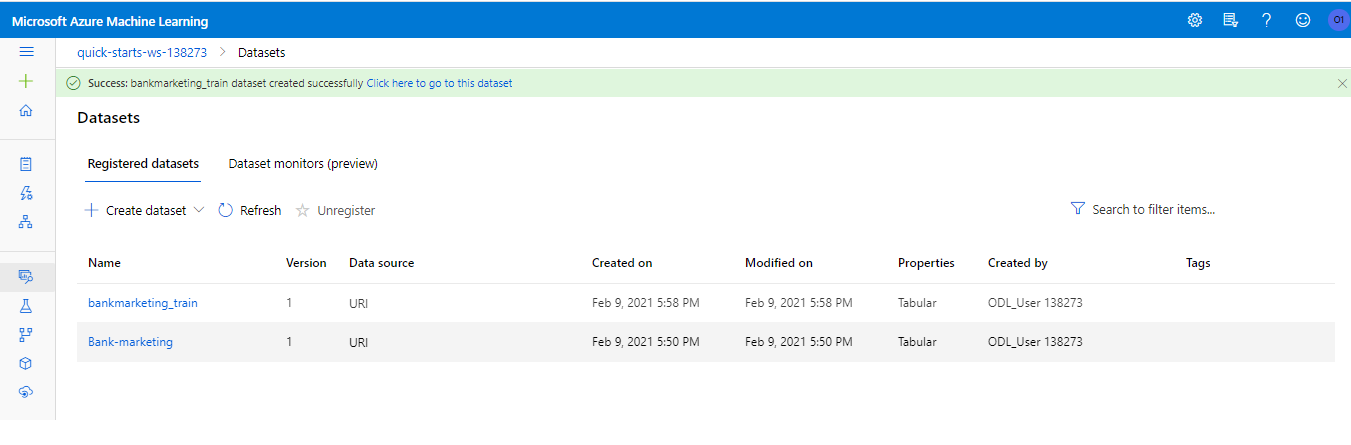 Microsoft Azure Machine Learning
O1
quick-starts-ws-138273 > Datasets
Success: bankmarketing_train dataset created successfully Click here to go to this dataset
Datasets
Registered datasets Dataset monitors (preview)
Create dataset Refresh Unregister Search to filter items...
Name Version Data source Created on Modified on Properties Created by Tags
bankmarketing_train 1 URI Feb 9, 2021 5:58 PM Feb 9, 2021 5:58 PM Tabular ODL_User 138273
Bank-marketing 1 URI Feb 9, 2021 5:50 PM Feb 9, 2021 5:50 PM Tabular ODL_User 138273